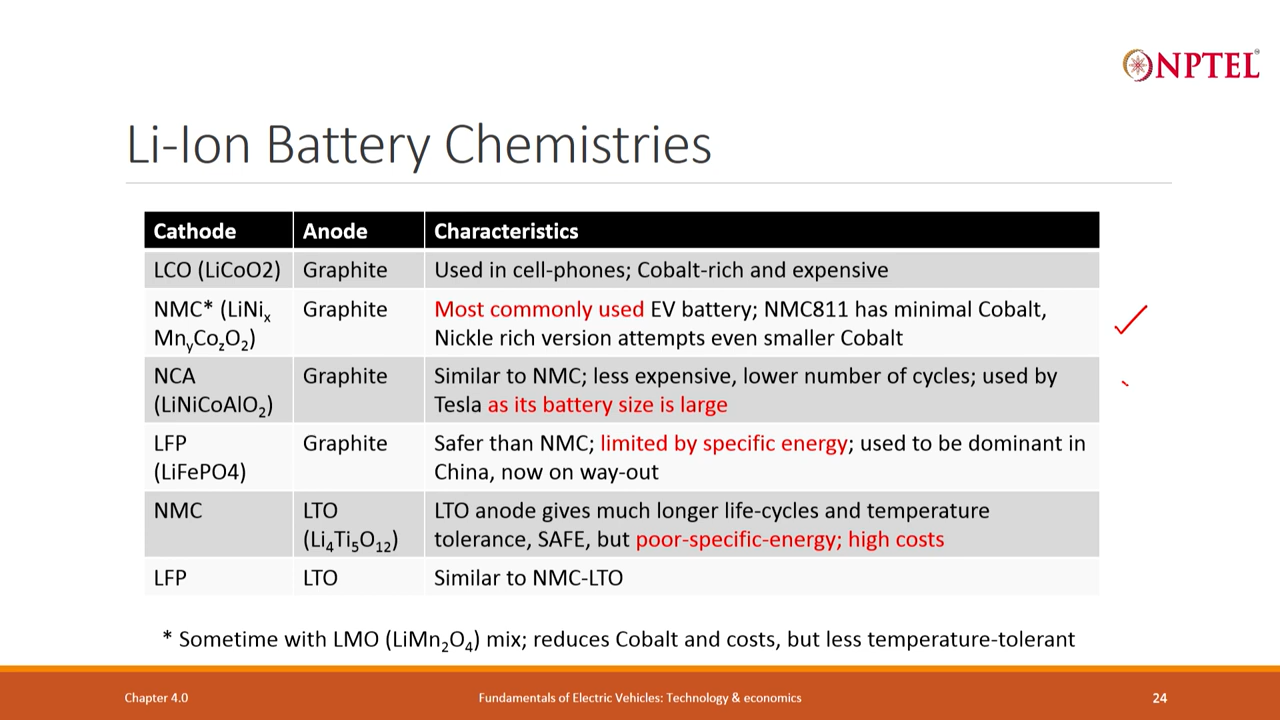 NPTEL
Li-Ion Battery Chemistries
Cathode Anode Characteristics
LCO (LiCoO2) Graphite Used in cell-phones; Cobalt-rich and expensive
NMC* (LiNiₓ Graphite Most commonly used EV battery; NMC811 has minimal Cobalt,
MnyCozO₂) Nickle rich version attempts even smaller Cobalt
NCA Graphite Similar to NMC; less expensive, lower number of cycles; used by
(LiNiCoAlO₂) Tesla as its battery size is large
LFP Graphite Safer than NMC; limited by specific energy; used to be dominant in
(LiFePO4) China, now on way-out
NMC LTO LTO anode gives much longer life-cycles and temperature
(Li₄Ti₅O₁₂) tolerance, SAFE, but poor-specific-energy; high costs
LFP LTO Similar to NMC-LTO
* Sometime with LMO (LiMn₂O₄) mix; reduces Cobalt and costs, but less temperature-tolerant
Chapter 4.0 Fundamentals of Electric Vehicles: Technology & economics 24